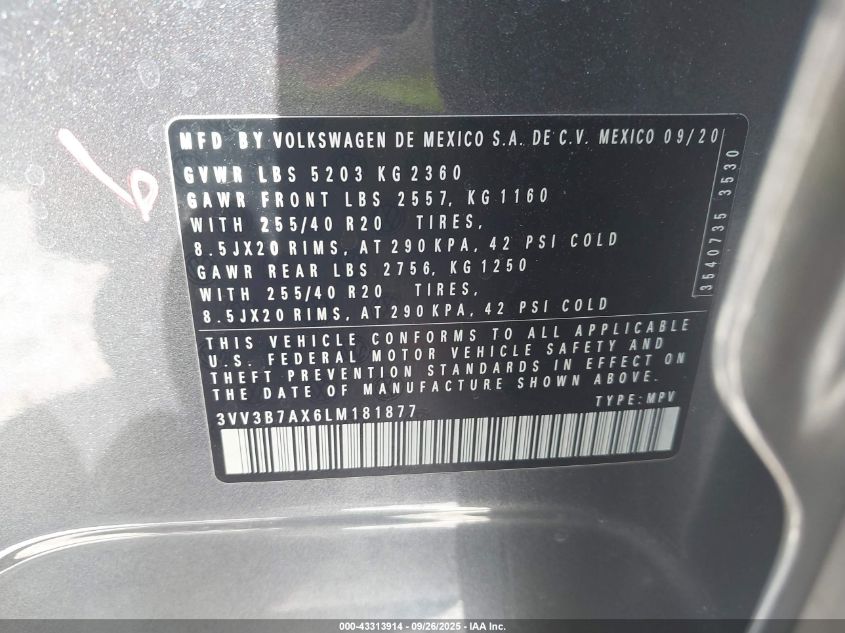 MFD BY VOLKSWAGEN DE MEXICO S.A. DE C.V. MEXICO 09/20
GVWR LBS 5203 KG 2360
GAWR FRONT LBS 2557, KG 1160
WITH 255/40 R20 TIRES,
8.5JX20 RIMS, AT 290 KPA, 42 PSI COLD
GAWR REAR LBS 2756, KG 1250
WITH 255/40 R20 TIRES,
8.5JX20 RIMS, AT 290 KPA, 42 PSI COLD
3540735 3530
THIS VEHICLE CONFORMS TO ALL APPLICABLE
U.S. FEDERAL MOTOR VEHICLE SAFETY AND
THEFT PREVENTION STANDARDS IN EFFECT ON
THE DATE OF MANUFACTURE SHOWN ABOVE.
3VV3B7AX6LM181877 TYPE: MPV
000-43313914 - 09/26/2025 - IAA Inc.